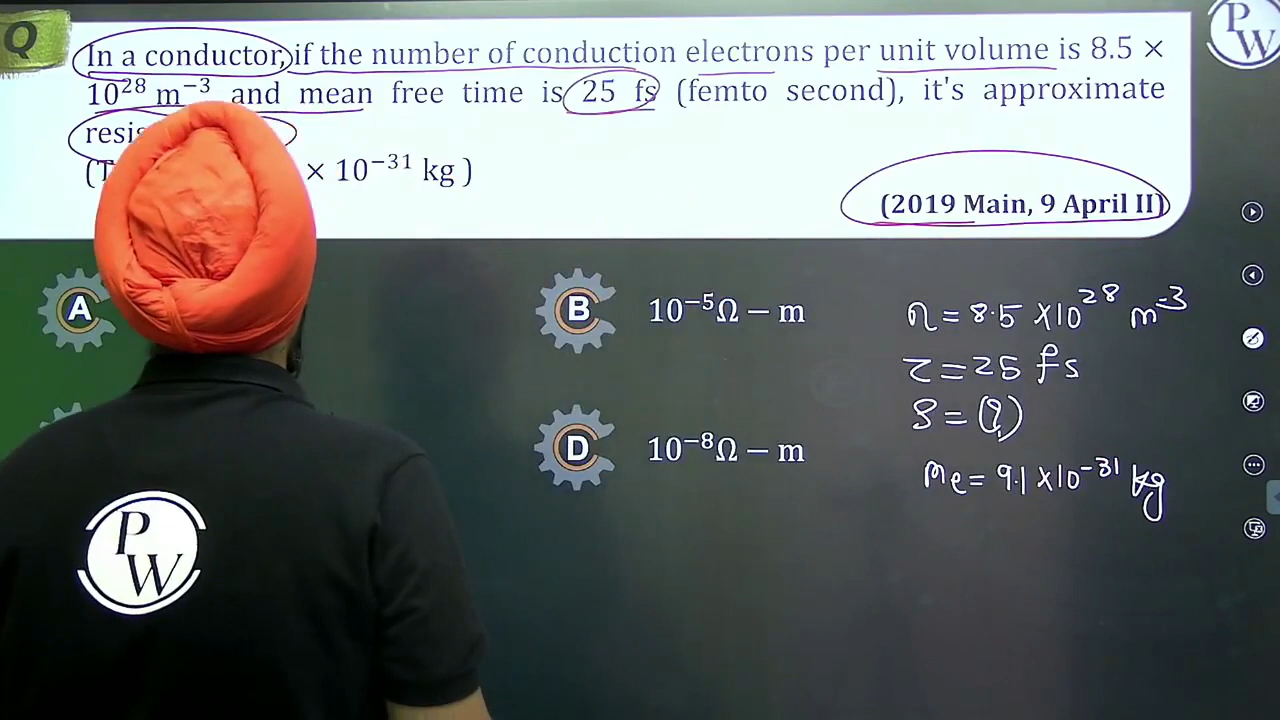 Q
In a conductor, if the number of conduction electrons per unit volume is 8.5 ×
10²⁸ m⁻³ and mean free time is 25 fs (femto second), it's approximate
× 10⁻³¹ kg )
(2019 Main, 9 April II)
P
W
A
B 10⁻⁵Ω – m
D 10⁻⁸Ω – m
n = 8.5 ×10²⁸ m⁻³
τ = 25 fs
ρ = (?)
me = 9.1 ×10⁻³¹ kg
P
W